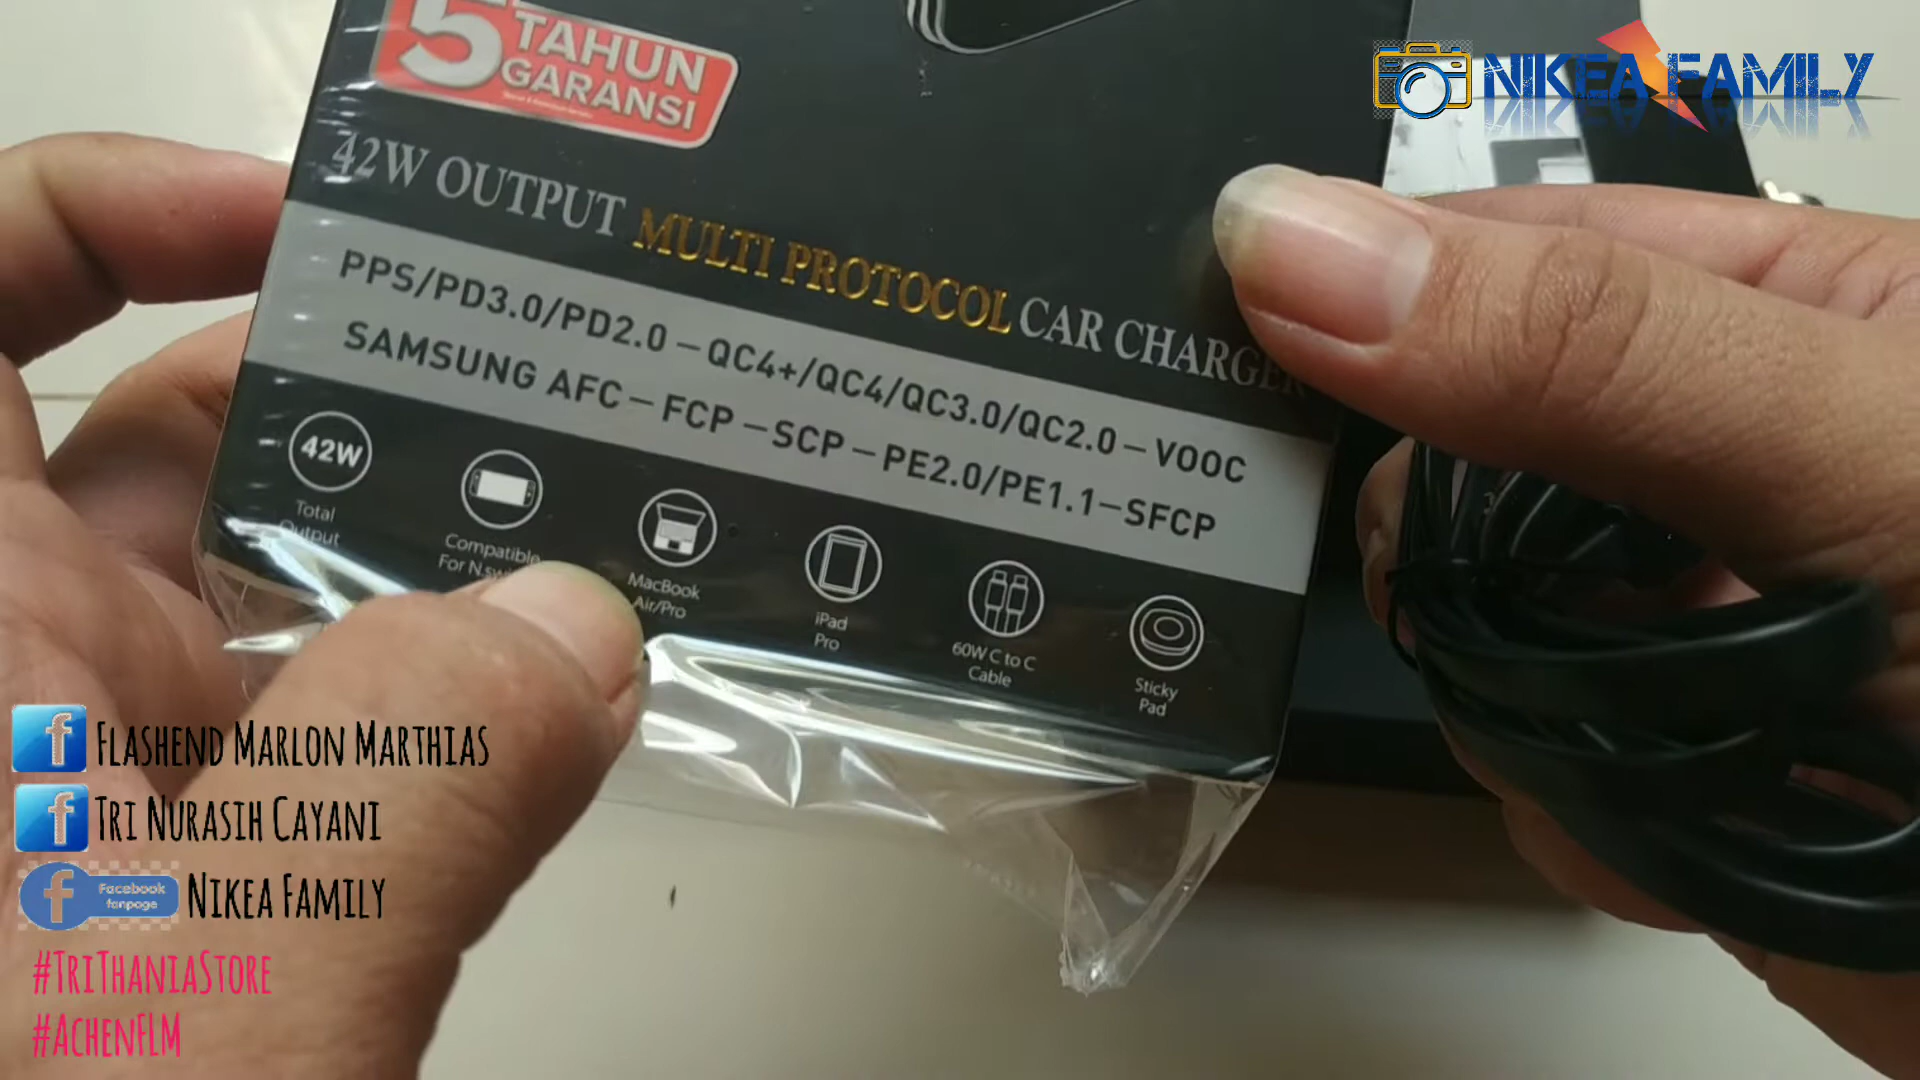 5 TAHUN
GARANSI
NIKEA FAMILY
42W OUTPUT MULTI PROTOCOL CAR CHARGER
PPS/PD3.0/PD2.0 – QC4+/QC4/QC3.0/QC2.0 – VOOC
SAMSUNG AFC – FCP – SCP – PE2.0/PE1.1 – SFCP
42W
Total
Output
Compatible
For N.
MacBook
Air/Pro
iPad
Pro
60W C to C
Cable
Sticky
Pad
f FLASHEND MARLON MARTHIAS
f TRI NURASIH CAYANI
f Facebook
fanpage
NIKEA FAMILY
#TRITHANIASTORE
#ACHENFLM